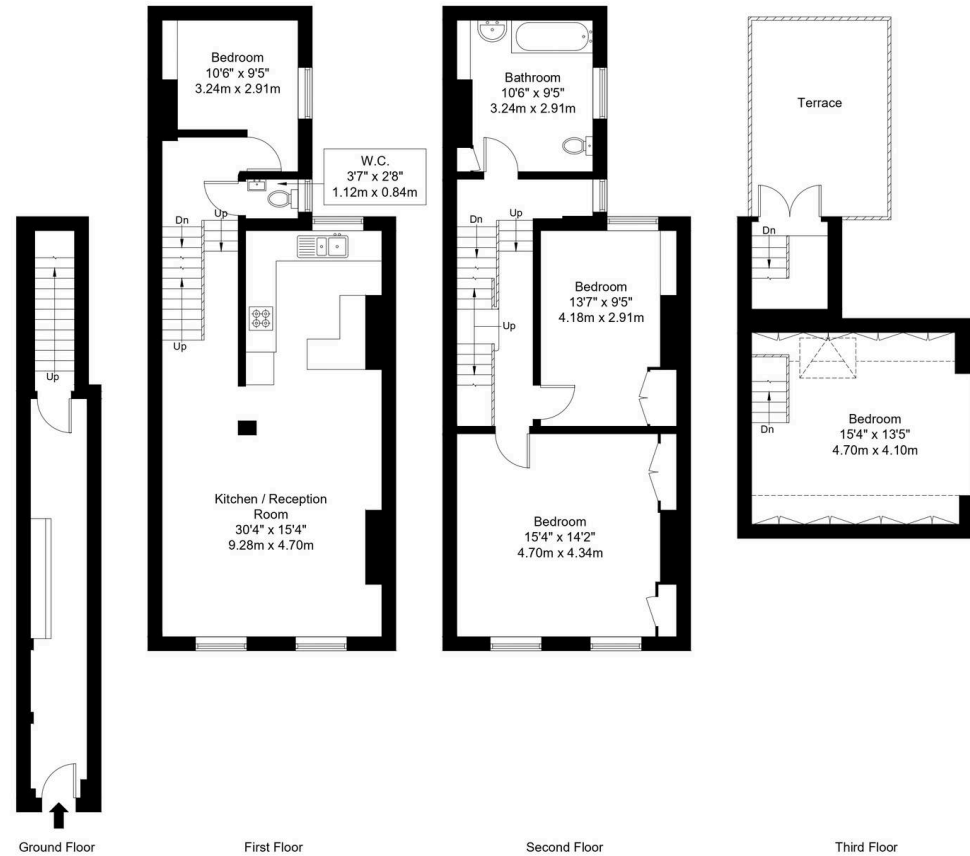 Up
Ground Floor
Bedroom
10'6" x 9'5"
3.24m x 2.91m
W.C.
3'7" x 2'8"
1.12m x 0.84m
Dn
Up
Up
Kitchen / Reception
Room
30'4" x 15'4"
9.28m x 4.70m
First Floor
Bathroom
10'6" x 9'5"
3.24m x 2.91m
Dn
Up
Up
Bedroom
13'7" x 9'5"
4.18m x 2.91m
Bedroom
15'4" x 14'2"
4.70m x 4.34m
Second Floor
Terrace
Dn
Dn
Bedroom
15'4" x 13'5"
4.70m x 4.10m
Third Floor